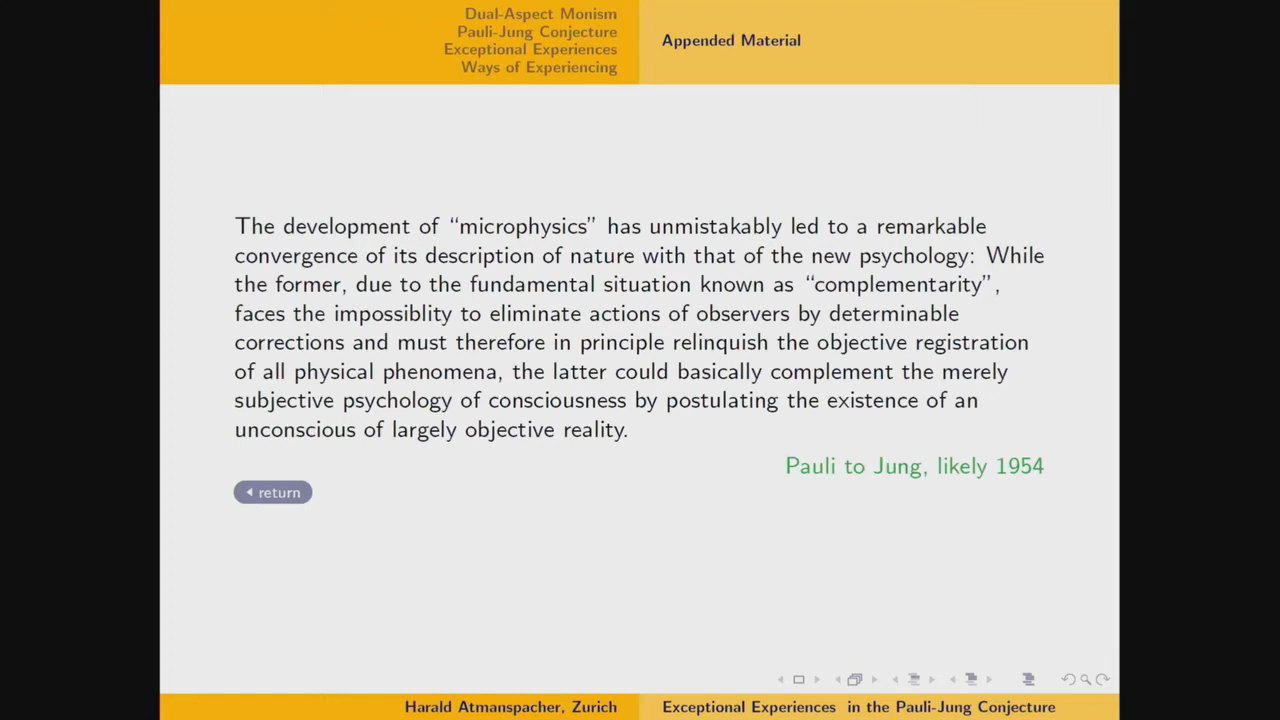 Dual-Aspect Monism
Pauli-Jung Conjecture
Exceptional Experiences
Ways of Experiencing
Appended Material
The development of “microphysics” has unmistakably led to a remarkable
convergence of its description of nature with that of the new psychology: While
the former, due to the fundamental situation known as “complementarity”,
faces the impossiblity to eliminate actions of observers by determinable
corrections and must therefore in principle relinquish the objective registration
of all physical phenomena, the latter could basically complement the merely
subjective psychology of consciousness by postulating the existence of an
unconscious of largely objective reality.
Pauli to Jung, likely 1954
return
Harald Atmanspacher, Zurich
Exceptional Experiences in the Pauli-Jung Conjecture